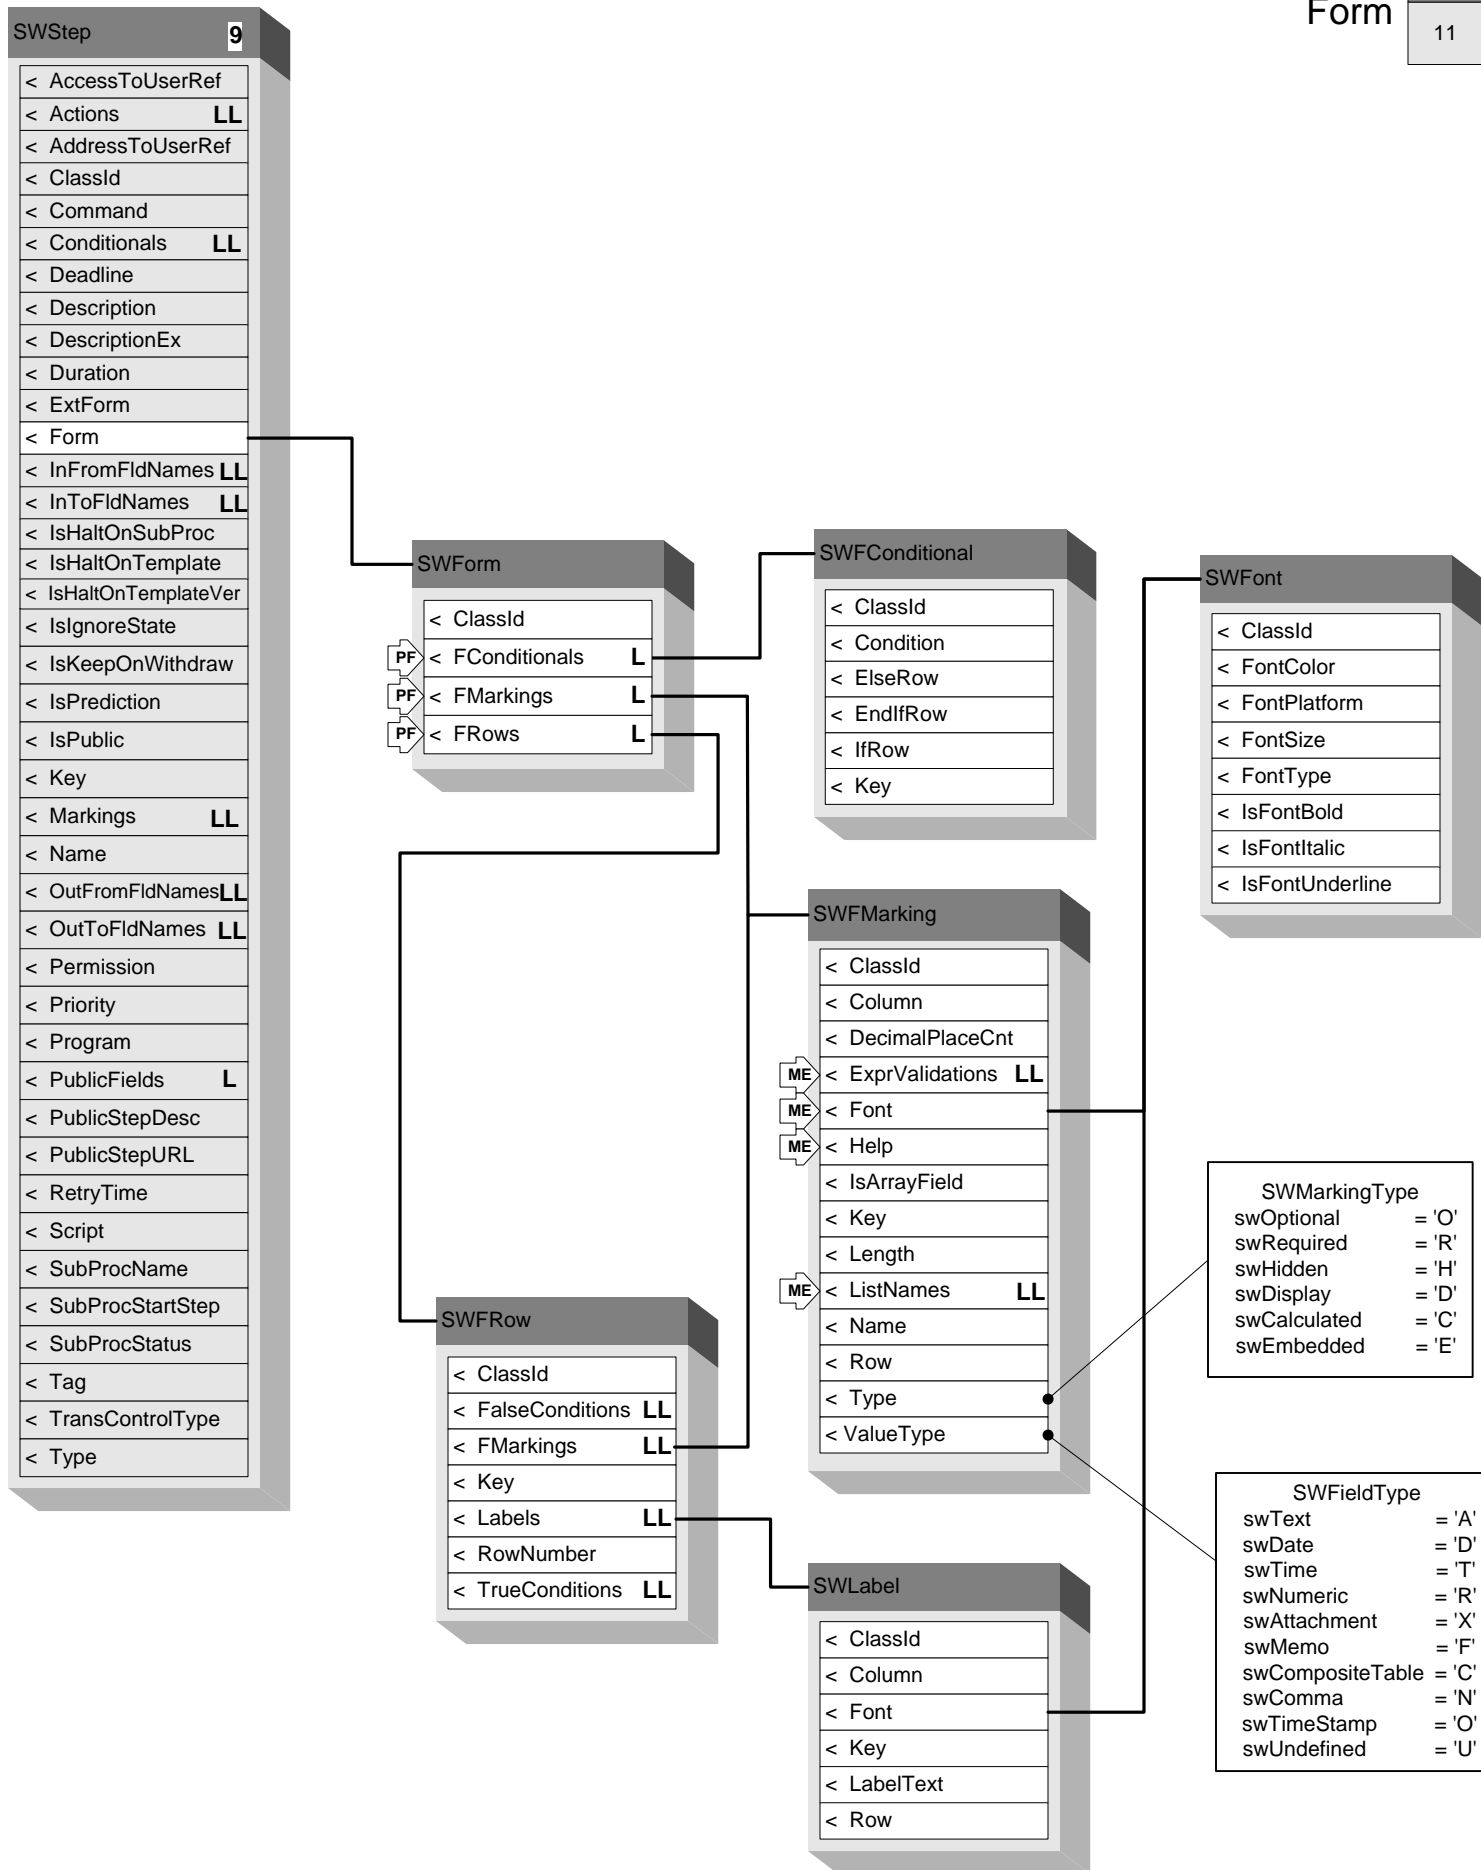 Form
11
SWStep 9
< AccessToUserRef
< Actions LL
< AddressToUserRef
< ClassId
< Command
< Conditionals LL
< Deadline
< Description
< DescriptionEx
< Duration
< ExtForm
< Form
< InFromFldNames LL
< InToFldNames LL
< IsHaltOnSubProc
< IsHaltOnTemplate
< IsHaltOnTemplateVer
< IsIgnoreState
< IsKeepOnWithdraw
< IsPrediction
< IsPublic
< Key
< Markings LL
< Name
< OutFromFldNames LL
< OutToFldNames LL
< Permission
< Priority
< Program
< PublicFields L
< PublicStepDesc
< PublicStepURL
< RetryTime
< Script
< SubProcName
< SubProcStartStep
< SubProcStatus
< Tag
< TransControlType
< Type
SWForm
< ClassId
PF < FConditionals L
PF < FMarkings L
PF < FRows L
SWFConditional
< ClassId
< Condition
< ElseRow
< EndIfRow
< IfRow
< Key
SWFont
< ClassId
< FontColor
< FontPlatform
< FontSize
< FontType
< IsFontBold
< IsFontItalic
< IsFontUnderline
SWFMarking
< ClassId
< Column
< DecimalPlaceCnt
ME < ExprValidations LL
ME < Font
ME < Help
< IsArrayField
< Key
< Length
ME < ListNames LL
< Name
< Row
< Type
< ValueType
SWMarkingType
swOptional = 'O'
swRequired = 'R'
swHidden = 'H'
swDisplay = 'D'
swCalculated = 'C'
swEmbedded = 'E'
SWFRow
< ClassId
< FalseConditions LL
< FMarkings LL
< Key
< Labels LL
< RowNumber
< TrueConditions LL
SWFieldType
swText = 'A'
swDate = 'D'
swTime = 'T'
swNumeric = 'R'
swAttachment = 'X'
swMemo = 'F'
swCompositeTable = 'C'
swComma = 'N'
swTimeStamp = 'O'
swUndefined = 'U'
SWLabel
< ClassId
< Column
< Font
< Key
< LabelText
< Row